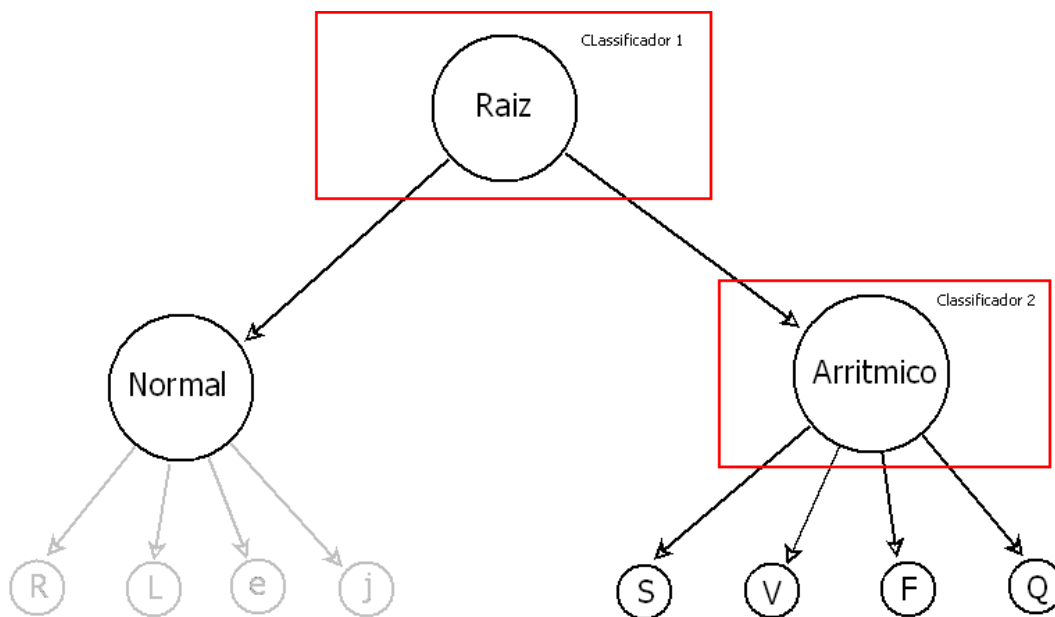 CLassificador 1
Raiz
Classificador 2
Normal
Arritmico
R L e j
S V F Q